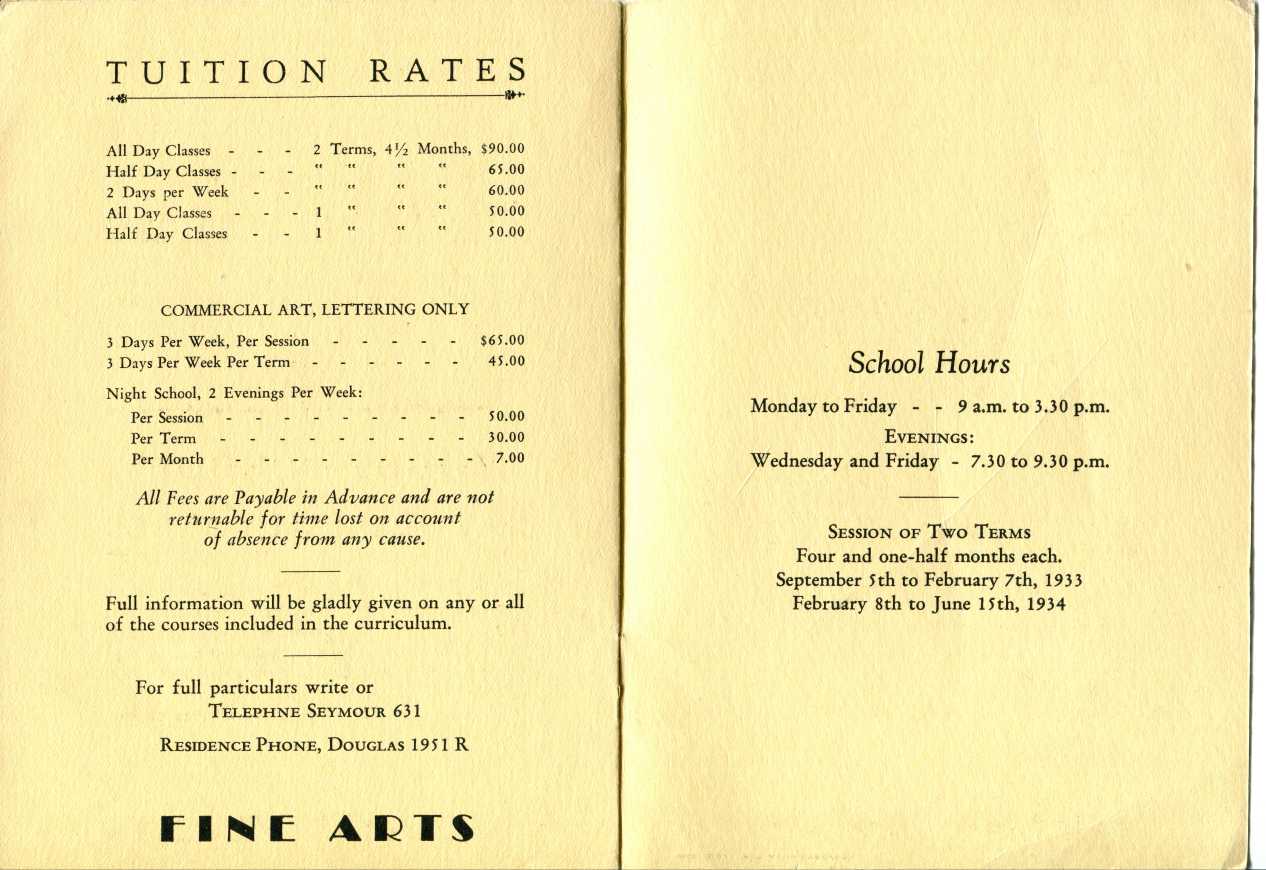 TUITION RATES
All Day Classes - - - 2 Terms, 4½ Months, $90.00
Half Day Classes - - - " " " " 65.00
2 Days per Week - - " " " " 60.00
All Day Classes - - - 1 " " " 50.00
Half Day Classes - - 1 " " " 50.00
COMMERCIAL ART, LETTERING ONLY
3 Days Per Week, Per Session - - - - - $65.00
3 Days Per Week Per Term - - - - - - 45.00
Night School, 2 Evenings Per Week:
Per Session - - - - - - - - - 50.00
Per Term - - - - - - - - - 30.00
Per Month - - - - - - - - - 7.00
All Fees are Payable in Advance and are not
returnable for time lost on account
of absence from any cause.
Full information will be gladly given on any or all
of the courses included in the curriculum.
For full particulars write or
TELEPHNE SEYMOUR 631
RESIDENCE PHONE, DOUGLAS 1951 R
FINE ARTS
School Hours
Monday to Friday - - 9 a.m. to 3.30 p.m.
EVENINGS:
Wednesday and Friday - 7.30 to 9.30 p.m.
SESSION OF TWO TERMS
Four and one-half months each.
September 5th to February 7th, 1933
February 8th to June 15th, 1934